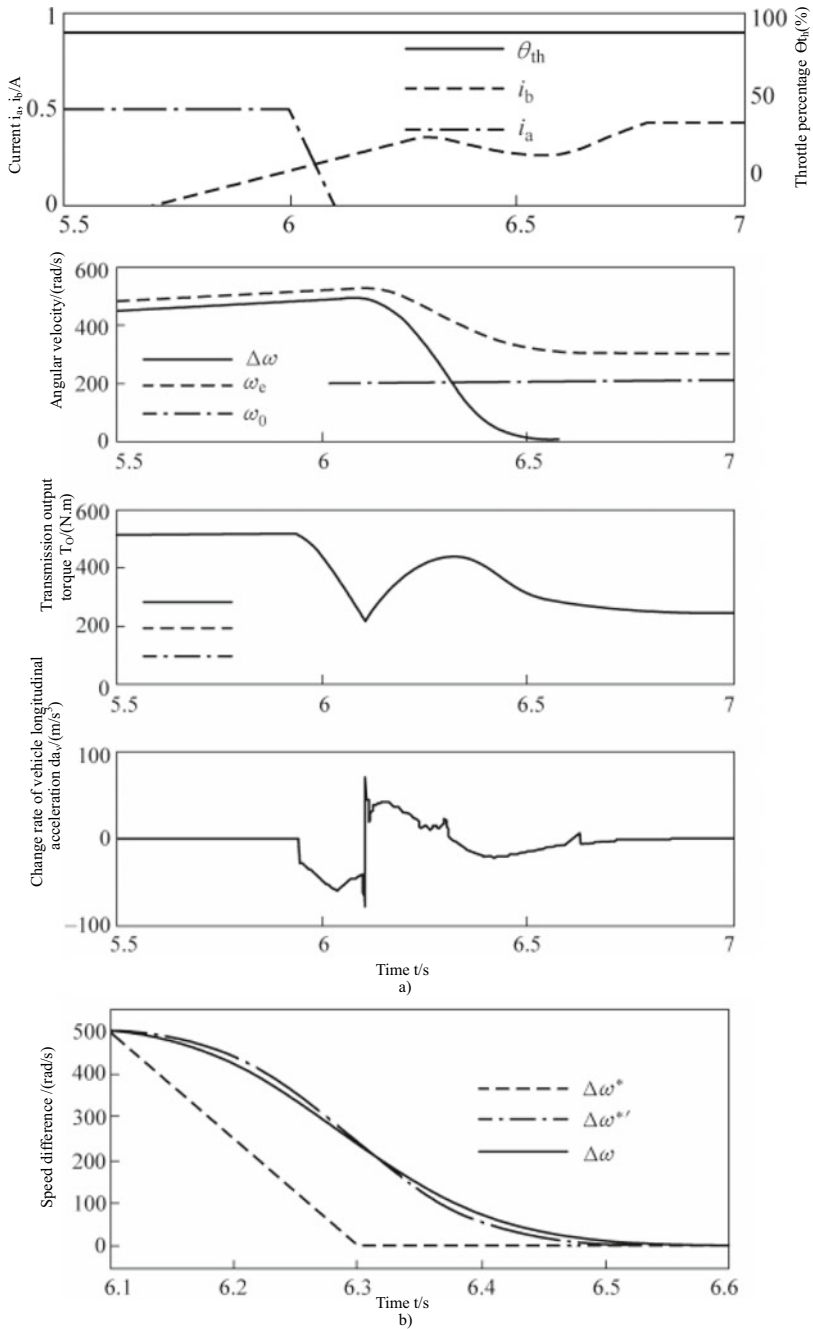 Current iₐ, i_b/A
1
0.5
0
Throttle percentage Θtₕ(%)
100
50
0
θth
i_b
iₐ
5.5 6 6.5 7
Angular velocity/(rad/s)
600
400
200
0
Δω
ωe
ω0
5.5 6 6.5 7
Transmission output
torque T_O/(N.m)
600
400
200
0
5.5 6 6.5 7
Change rate of vehicle longitudinal
acceleration daᵥ/(m/s³)
100
0
−100
5.5 6 6.5 7
Time t/s
a)
Speed difference /(rad/s)
500
400
300
200
100
0
Δω*
Δω*′
Δω
6.1 6.2 6.3 6.4 6.5 6.6
Time t/s
b)